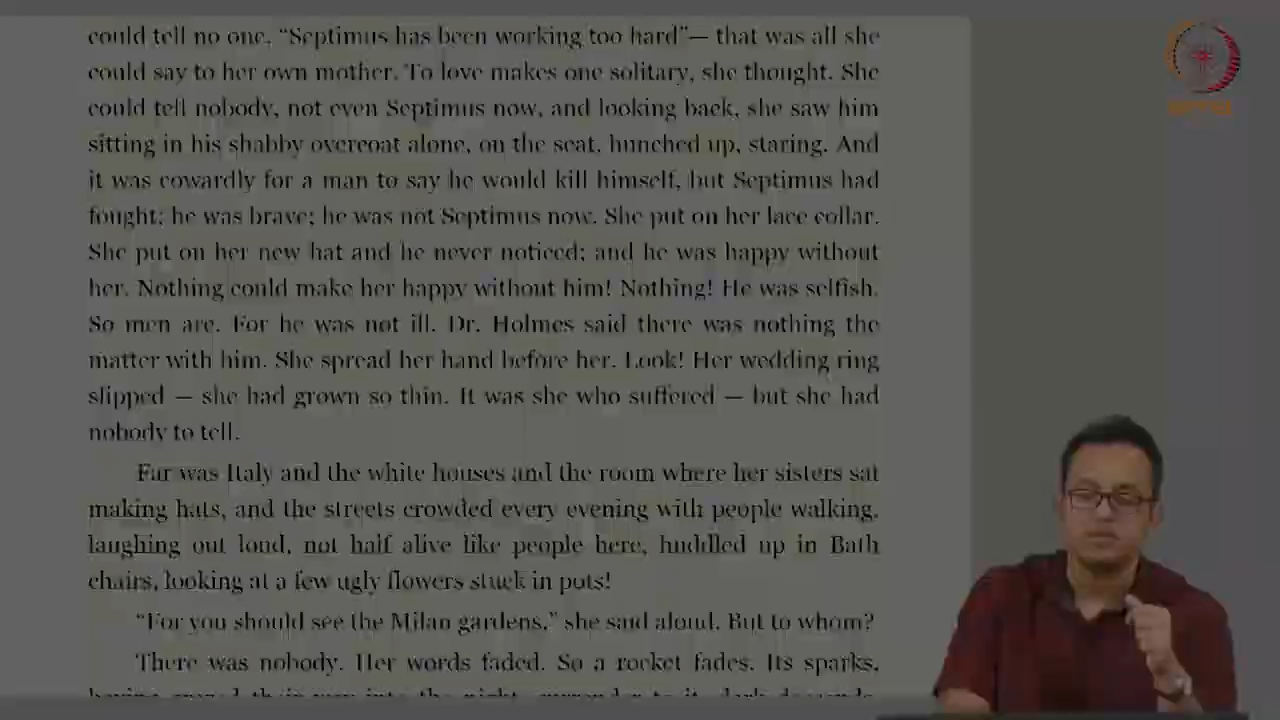 could tell no one. “Septimus has been working too hard”— that was all she
could say to her own mother. To love makes one solitary, she thought. She
could tell nobody, not even Septimus now, and looking back, she saw him
sitting in his shabby overcoat alone, on the seat, hunched up, staring. And
it was cowardly for a man to say he would kill himself, but Septimus had
fought; he was brave; he was not Septimus now. She put on her lace collar.
She put on her new hat and he never noticed; and he was happy without
her. Nothing could make her happy without him! Nothing! He was selfish.
So men are. For he was not ill. Dr. Holmes said there was nothing the
matter with him. She spread her hand before her. Look! Her wedding ring
slipped — she had grown so thin. It was she who suffered — but she had
nobody to tell.
Far was Italy and the white houses and the room where her sisters sat
making hats, and the streets crowded every evening with people walking,
laughing out loud, not half alive like people here, huddled up in Bath
chairs, looking at a few ugly flowers stuck in pots!
“For you should see the Milan gardens,” she said aloud. But to whom?
There was nobody. Her words faded. So a rocket fades. Its sparks,